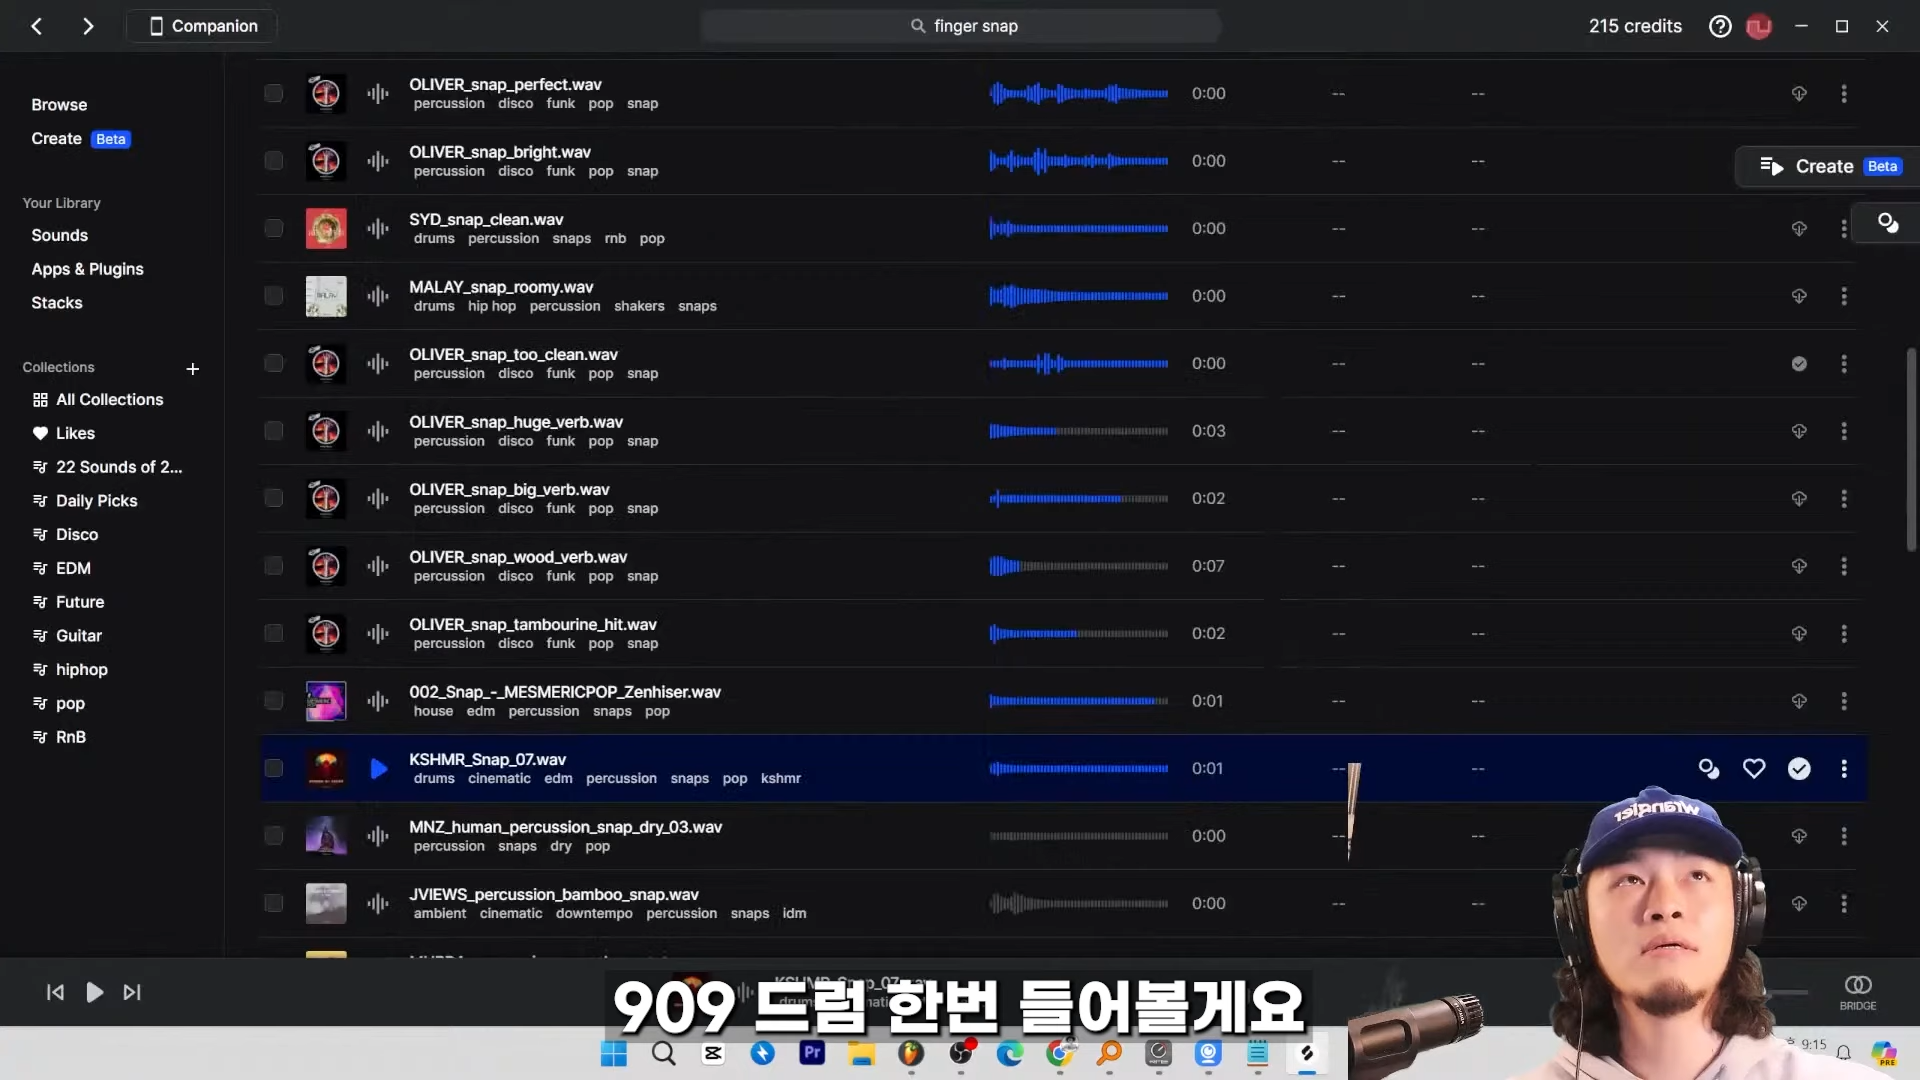 Companion
finger snap
215 credits
Browse
Create Beta
Your Library
Sounds
Apps & Plugins
Stacks
Collections
All Collections
Likes
22 Sounds of 2...
Daily Picks
Disco
EDM
Future
Guitar
hiphop
pop
RnB
OLIVER_snap_perfect.wav
percussion disco funk pop snap
0:00 -- --
OLIVER_snap_bright.wav
percussion disco funk pop snap
0:00 -- --
Create Beta
SYD_snap_clean.wav
drums percussion snaps rnb pop
0:00 -- --
MALAY_snap_roomy.wav
drums hip hop percussion shakers snaps
0:00 -- --
OLIVER_snap_too_clean.wav
percussion disco funk pop snap
0:00 -- --
OLIVER_snap_huge_verb.wav
percussion disco funk pop snap
0:03 -- --
OLIVER_snap_big_verb.wav
percussion disco funk pop snap
0:02 -- --
OLIVER_snap_wood_verb.wav
percussion disco funk pop snap
0:07 -- --
OLIVER_snap_tambourine_hit.wav
percussion disco funk pop snap
0:02 -- --
002_Snap_-_MESMERICPOP_Zenhiser.wav
house edm percussion snaps pop
0:01 -- --
KSHMR_Snap_07.wav
drums cinematic edm percussion snaps pop kshmr
0:01 -- --
MNZ_human_percussion_snap_dry_03.wav
percussion snaps dry pop
0:00 -- --
JVIEWS_percussion_bamboo_snap.wav
ambient cinematic downtempo percussion snaps idm
0:00 -- --
Wrangler
KSHMR_Snap_07.wav
909 드럼 한번 들어볼게요
BRIDGE
Pr
9:15
PRE